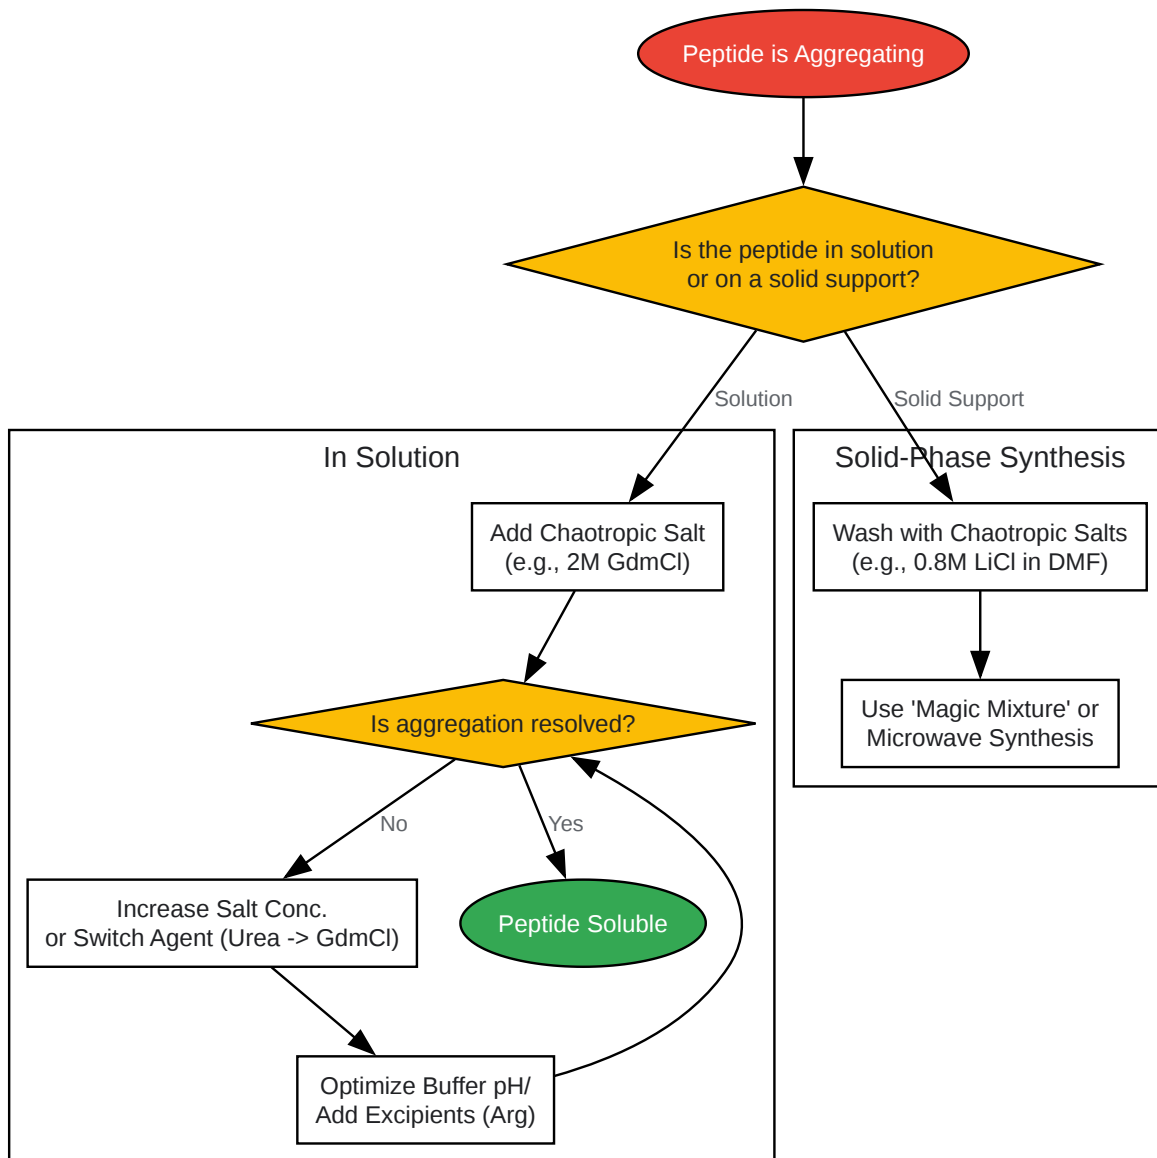 Peptide is Aggregating
Is the peptide in solution
or on a solid support?
Solution
Solid Support
In Solution
Solid-Phase Synthesis
Add Chaotropic Salt
(e.g., 2M GdmCl)
Wash with Chaotropic Salts
(e.g., 0.8M LiCl in DMF)
Is aggregation resolved?
Use 'Magic Mixture' or
Microwave Synthesis
No
Yes
Increase Salt Conc.
or Switch Agent (Urea -> GdmCl)
Peptide Soluble
Optimize Buffer pH/
Add Excipients (Arg)